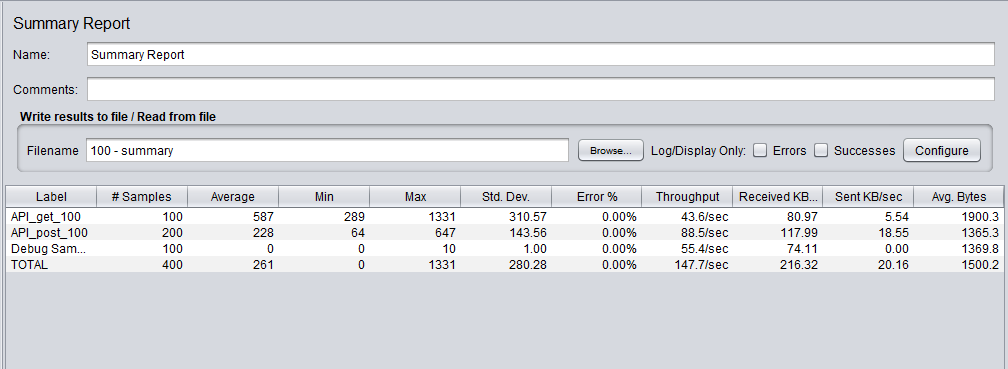 Summary Report
Name: Summary Report
Comments:
Write results to file / Read from file
Filename 100 - summary Browse... Log/Display Only: Errors Successes Configure
Label # Samples Average Min Max Std. Dev. Error % Throughput Received KB... Sent KB/sec Avg. Bytes
API_get_100 100 587 289 1331 310.57 0.00% 43.6/sec 80.97 5.54 1900.3
API_post_100 200 228 64 647 143.56 0.00% 88.5/sec 117.99 18.55 1365.3
Debug Sam... 100 0 0 10 1.00 0.00% 55.4/sec 74.11 0.00 1369.8
TOTAL 400 261 0 1331 280.28 0.00% 147.7/sec 216.32 20.16 1500.2